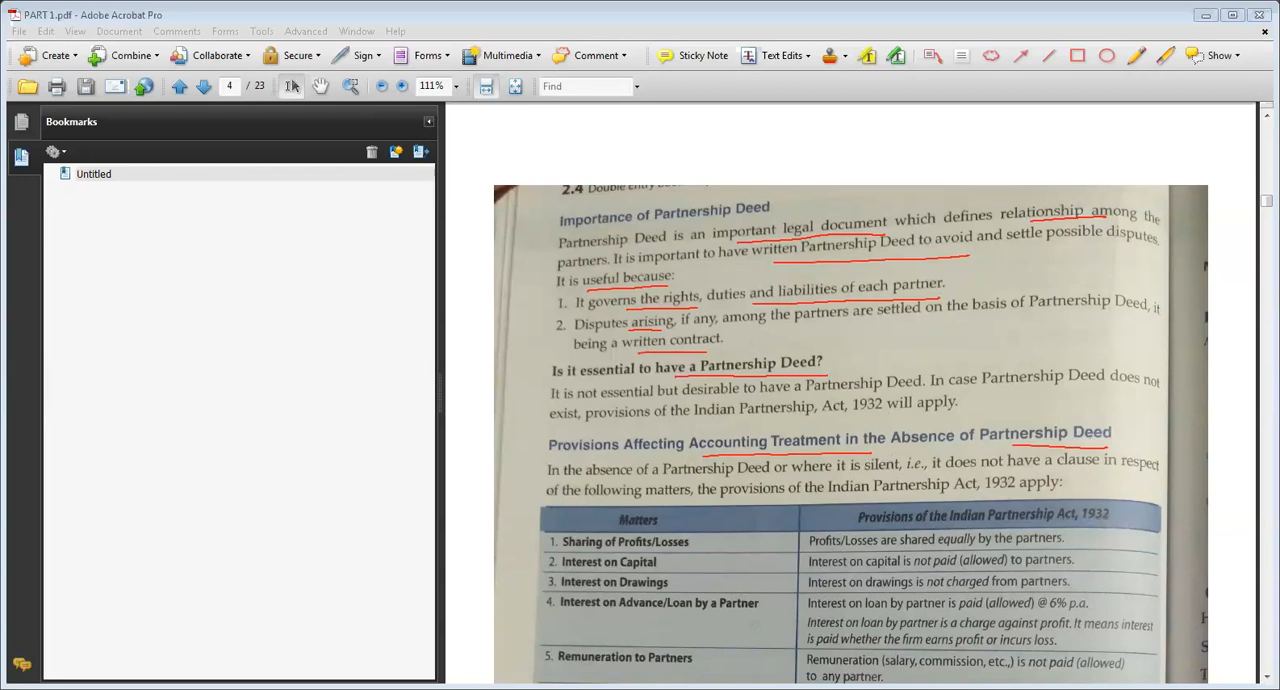 PART 1.pdf - Adobe Acrobat Pro
File Edit View Document Comments Forms Tools Advanced Window Help
Create Combine Collaborate Secure Sign Forms Multimedia Comment Sticky Note Text Edits Show
4 / 23 111% Find
Bookmarks
Untitled
2.4 Double Entry
Importance of Partnership Deed
Partnership Deed is an important legal document which defines relationship among the
partners. It is important to have written Partnership Deed to avoid and settle possible disputes.
It is useful because:
1. It governs the rights, duties and liabilities of each partner.
2. Disputes arising, if any, among the partners are settled on the basis of Partnership Deed, it
being a written contract.
Is it essential to have a Partnership Deed?
It is not essential but desirable to have a Partnership Deed. In case Partnership Deed does not
exist, provisions of the Indian Partnership, Act, 1932 will apply.
Provisions Affecting Accounting Treatment in the Absence of Partnership Deed
In the absence of a Partnership Deed or where it is silent, i.e., it does not have a clause in respect
of the following matters, the provisions of the Indian Partnership Act, 1932 apply:
Matters Provisions of the Indian Partnership Act, 1932
1. Sharing of Profits/Losses Profits/Losses are shared equally by the partners.
2. Interest on Capital Interest on capital is not paid (allowed) to partners.
3. Interest on Drawings Interest on drawings is not charged from partners.
4. Interest on Advance/Loan by a Partner Interest on loan by partner is paid (allowed) @ 6% p.a.
Interest on loan by partner is a charge against profit. It means interest
is paid whether the firm earns profit or incurs loss.
5. Remuneration to Partners Remuneration (salary, commission, etc.,) is not paid (allowed)
to any partner.